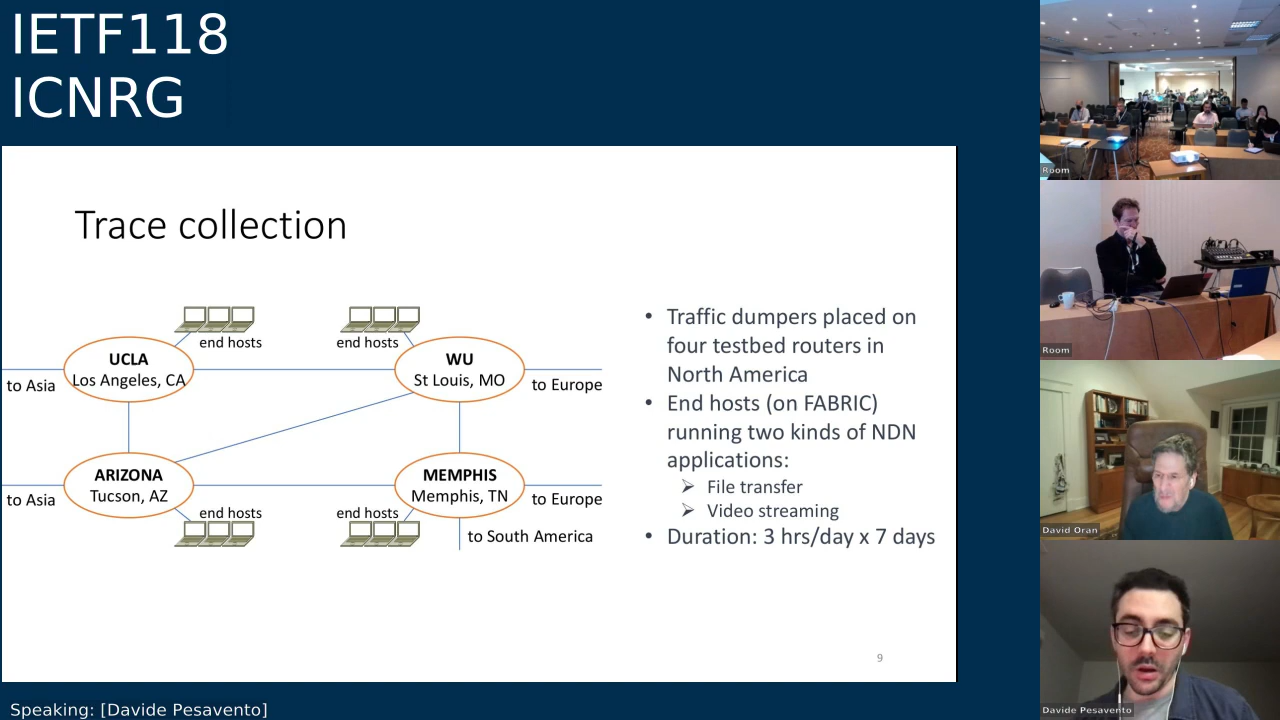 IETF118
ICNRG
Trace collection
end hosts
end hosts
UCLA
Los Angeles, CA
WU
St Louis, MO
to Asia
to Europe
ARIZONA
Tucson, AZ
MEMPHIS
Memphis, TN
to Asia
to Europe
end hosts
end hosts
to South America
• Traffic dumpers placed on
four testbed routers in
North America
• End hosts (on FABRIC)
running two kinds of NDN
applications:
➢ File transfer
➢ Video streaming
• Duration: 3 hrs/day x 7 days
9
Room
Room
David Oran
Davide Pesavento
Speaking: [Davide Pesavento]